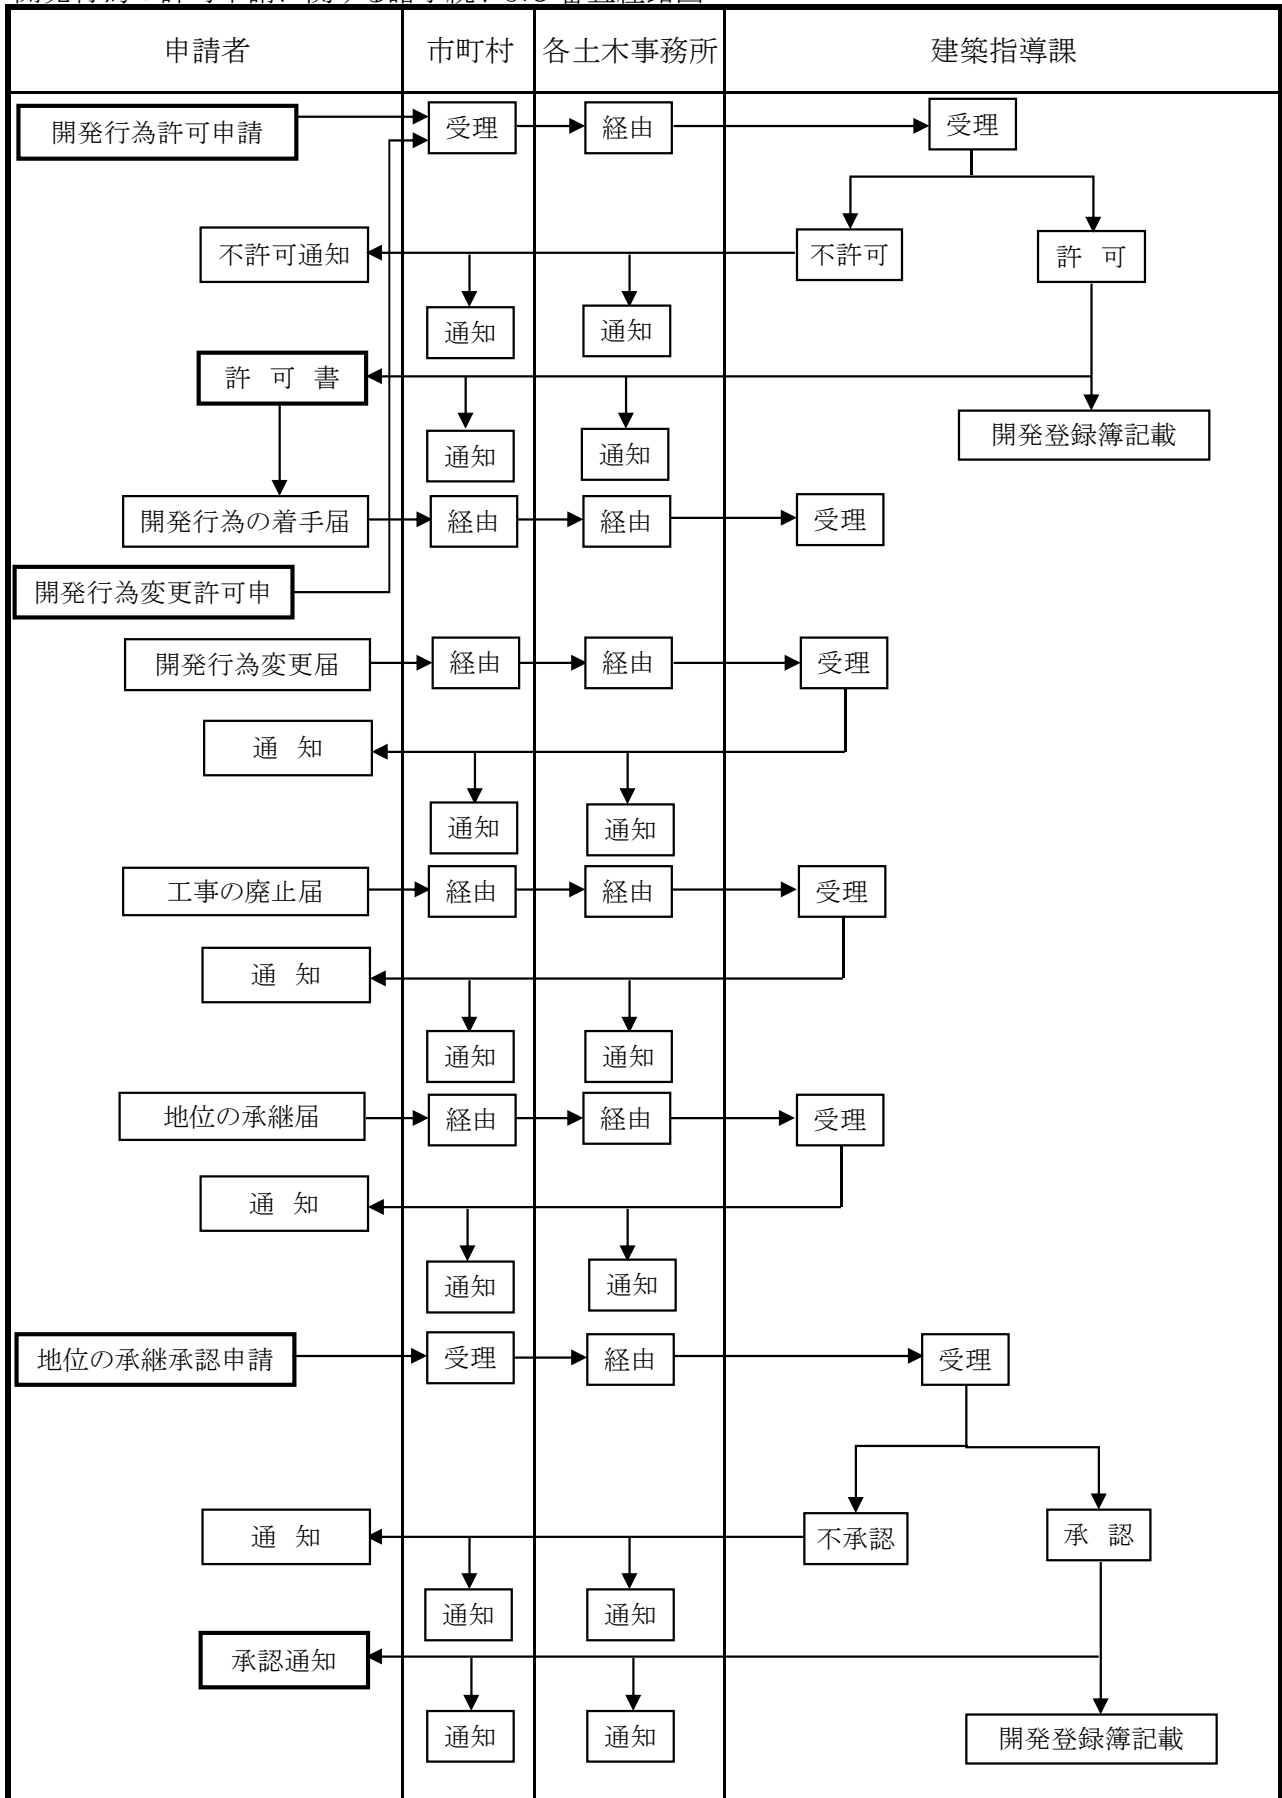 申請者 市町村 各土木事務所 建築指導課
開発行為許可申請 受理 経由 受理
不許可通知 不許可 許 可
通知 通知
許 可 書
通知 通知 開発登録簿記載
開発行為の着手届 経由 経由 受理
開発行為変更許可申
開発行為変更届 経由 経由 受理
通 知
通知 通知
工事の廃止届 経由 経由 受理
通 知
通知 通知
地位の承継届 経由 経由 受理
通 知
通知 通知
地位の承継承認申請 受理 経由 受理
通 知 不承認 承 認
通知 通知
承認通知
通知 通知 開発登録簿記載